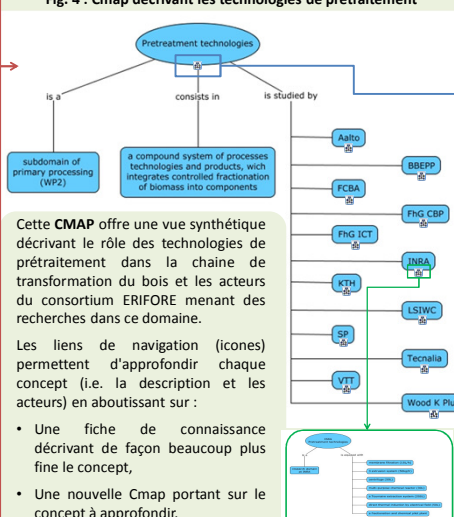 Fig. 4 : Cmap décrivant les technologies de prétraitement
Pretreatment technologies
is a
consists in
is studied by
subdomain of
primary processing
(WP2)
a compound system of processes
technologies and products, wich
integrates controlled fractionation
of biomass into components
Aalto
BBEPP
FCBA
FhG CBP
FhG ICT
INRA
KTH
LSIWC
SP
Tecnalia
VTT
Wood K Plu
Cette CMAP offre une vue synthétique
décrivant le rôle des technologies de
prétraitement dans la chaine de
transformation du bois et les acteurs
du consortium ERIFORE menant des
recherches dans ce domaine.
Les liens de navigation (icones)
permettent d'approfondir chaque
concept (i.e. la description et les
acteurs) en aboutissant sur :
• Une fiche de connaissance
décrivant de façon beaucoup plus
fine le concept,
• Une nouvelle Cmap portant sur le
concept à approfondir.